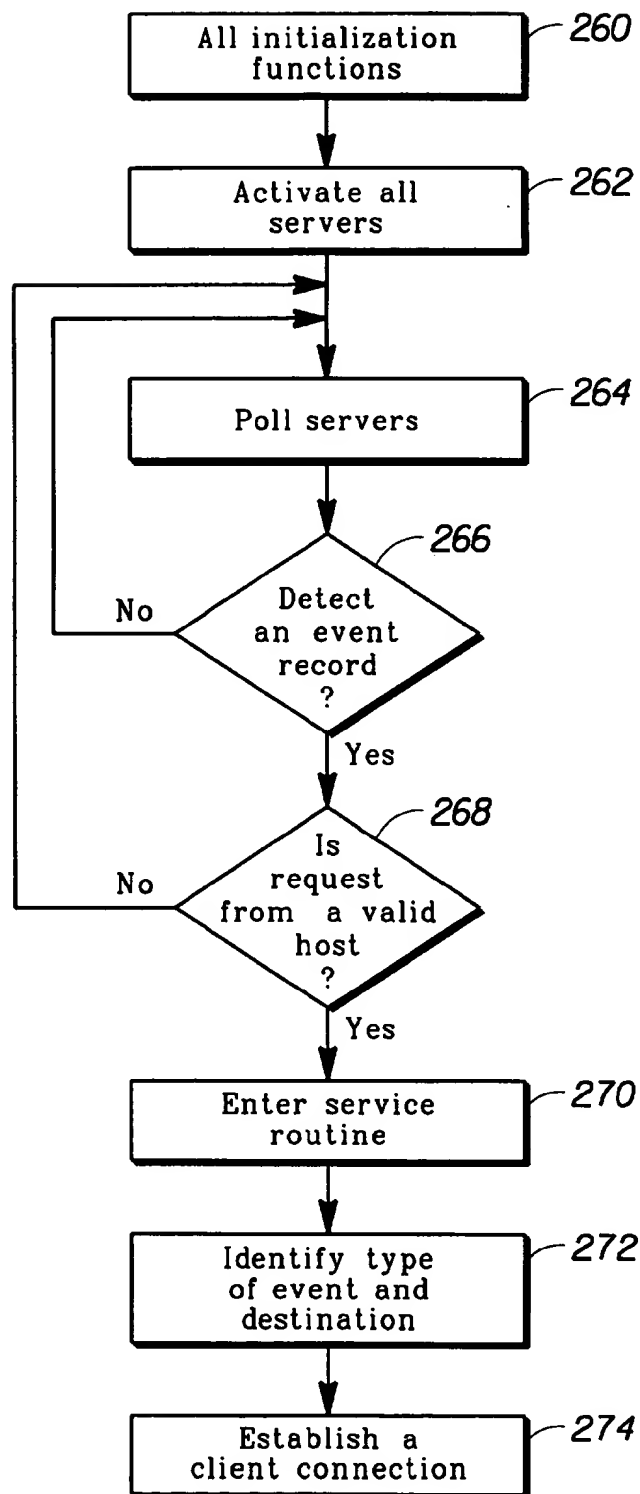 All initialization
functions
260
Activate all
servers
262
Poll servers
264
266
Detect
an event
record
?
No
Yes
268
Is
request
from a valid
host
?
No
Yes
Enter service
routine
270
Identify type
of event and
destination
272
Establish a
client connection
274